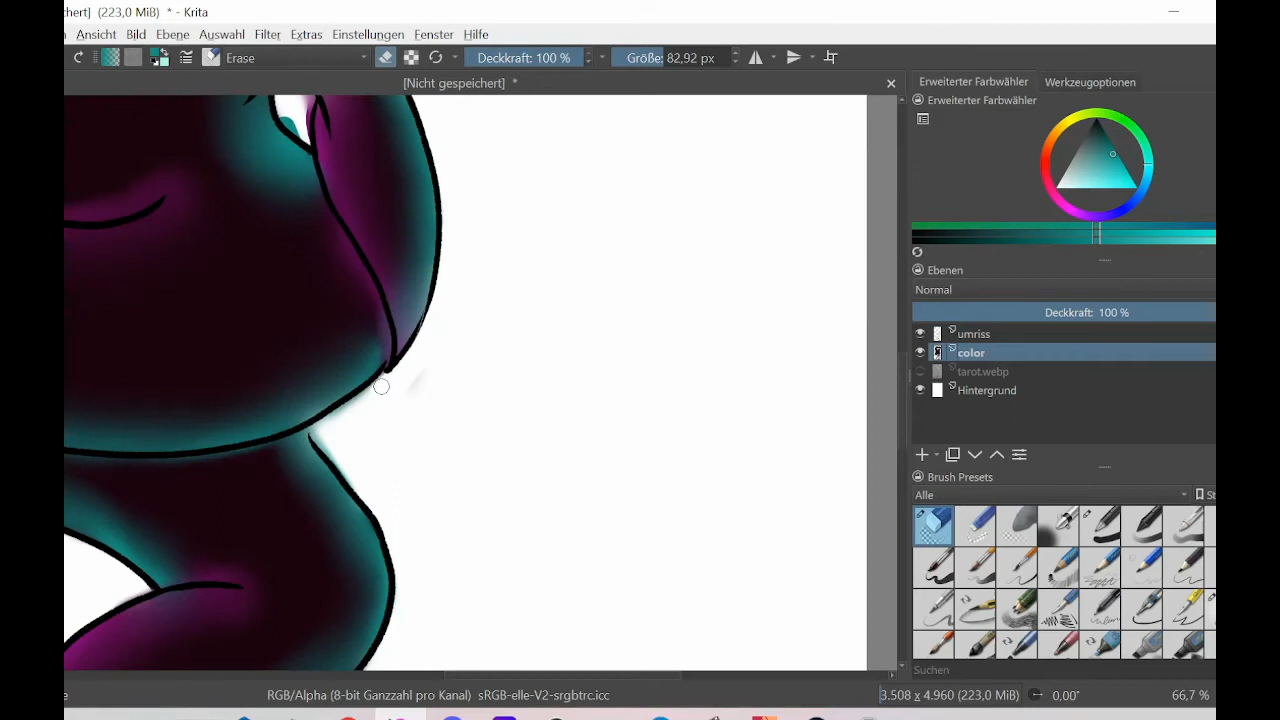 chert] (223,0 MiB) * - Krita
Ansicht Bild Ebene Auswahl Filter Extras Einstellungen Fenster Hilfe
Erase Deckkraft: 100 % Größe: 82,92 px
[Nicht gespeichert] *
Erweiterter Farbwähler Werkzeugoptionen
Erweiterter Farbwähler
Ebenen
Normal
Deckkraft: 100 %
umriss
color
tarot.webp
Hintergrund
Brush Presets
Alle St
Suchen
e RGB/Alpha (8-bit Ganzzahl pro Kanal) sRGB-elle-V2-srgbtrc.icc 3.508 x 4.960 (223,0 MiB) 0,00° 66,7 %